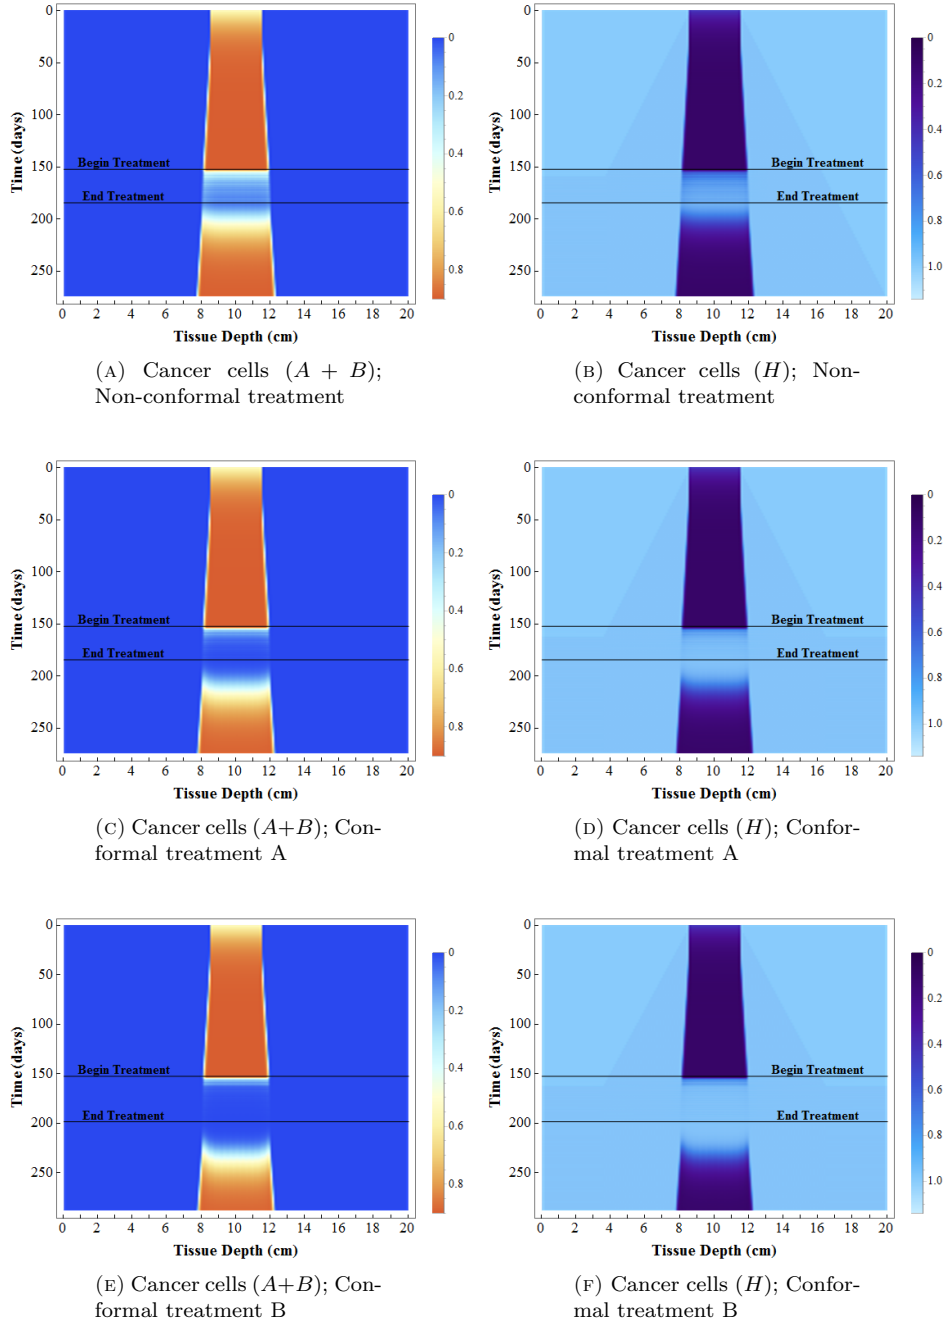 0
50
100
150
200
250
Time (days)
Begin Treatment
End Treatment
0 2 4 6 8 10 12 14 16 18 20
Tissue Depth (cm)
0
0.2
0.4
0.6
0.8
(A) Cancer cells (A + B);
Non-conformal treatment
0
50
100
150
200
250
Time (days)
Begin Treatment
End Treatment
0 2 4 6 8 10 12 14 16 18 20
Tissue Depth (cm)
0
0.2
0.4
0.6
0.8
1.0
(B) Cancer cells (H); Non-
conformal treatment
0
50
100
150
200
250
Time (days)
Begin Treatment
End Treatment
0 2 4 6 8 10 12 14 16 18 20
Tissue Depth (cm)
0
0.2
0.4
0.6
0.8
(C) Cancer cells (A+B); Con-
formal treatment A
0
50
100
150
200
250
Time (days)
Begin Treatment
End Treatment
0 2 4 6 8 10 12 14 16 18 20
Tissue Depth (cm)
0
0.2
0.4
0.6
0.8
1.0
(D) Cancer cells (H); Confor-
mal treatment A
0
50
100
150
200
250
Time (days)
Begin Treatment
End Treatment
0 2 4 6 8 10 12 14 16 18 20
Tissue Depth (cm)
0
0.2
0.4
0.6
0.8
(E) Cancer cells (A+B); Con-
formal treatment B
0
50
100
150
200
250
Time (days)
Begin Treatment
End Treatment
0 2 4 6 8 10 12 14 16 18 20
Tissue Depth (cm)
0
0.2
0.4
0.6
0.8
1.0
(F) Cancer cells (H); Confor-
mal treatment B